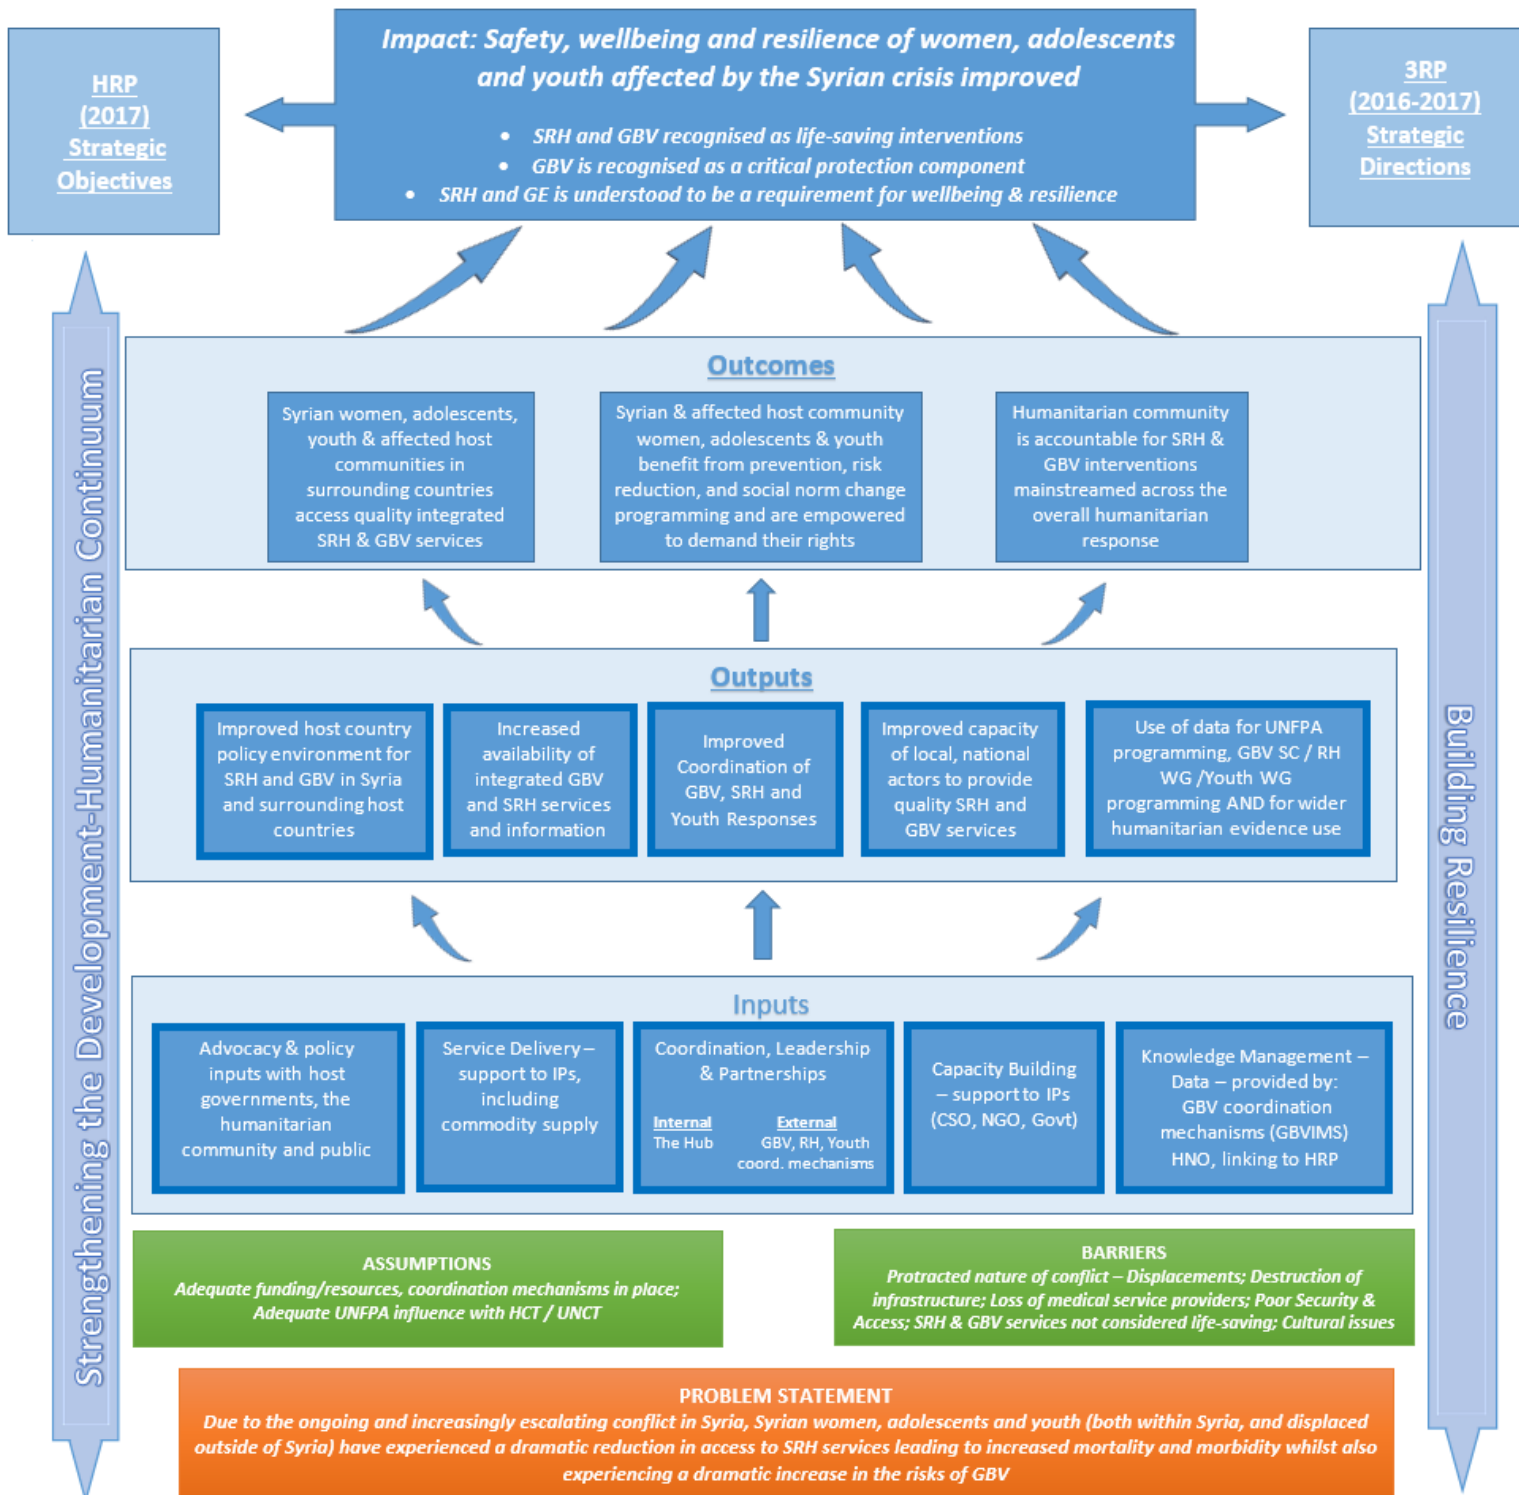 HRP
(2017)
Strategic
Objectives
Impact: Safety, wellbeing and resilience of women, adolescents
and youth affected by the Syrian crisis improved
• SRH and GBV recognised as life-saving interventions
• GBV is recognised as a critical protection component
• SRH and GE is understood to be a requirement for wellbeing & resilience
3RP
(2016-2017)
Strategic
Directions
Strengthening the Development-Humanitarian Continuum
Building Resilience
Outcomes
Syrian women, adolescents,
youth & affected host
communities in
surrounding countries
access quality integrated
SRH & GBV services
Syrian & affected host community
women, adolescents & youth
benefit from prevention, risk
reduction, and social norm change
programming and are empowered
to demand their rights
Humanitarian community
is accountable for SRH &
GBV interventions
mainstreamed across the
overall humanitarian
response
Outputs
Improved host country
policy environment for
SRH and GBV in Syria
and surrounding host
countries
Increased
availability of
integrated GBV
and SRH services
and information
Improved
Coordination of
GBV, SRH and
Youth Responses
Improved capacity
of local, national
actors to provide
quality SRH and
GBV services
Use of data for UNFPA
programming, GBV SC / RH
WG /Youth WG
programming AND for wider
humanitarian evidence use
Inputs
Advocacy & policy
inputs with host
governments, the
humanitarian
community and public
Service Delivery –
support to IPs,
including
commodity supply
Coordination, Leadership
& Partnerships
Internal
The Hub
External
GBV, RH, Youth
coord. mechanisms
Capacity Building
– support to IPs
(CSO, NGO, Govt)
Knowledge Management –
Data – provided by:
GBV coordination
mechanisms (GBVIMS)
HNO, linking to HRP
ASSUMPTIONS
Adequate funding/resources, coordination mechanisms in place;
Adequate UNFPA influence with HCT / UNCT
BARRIERS
Protracted nature of conflict – Displacements; Destruction of
infrastructure; Loss of medical service providers; Poor Security &
Access; SRH & GBV services not considered life-saving; Cultural issues
PROBLEM STATEMENT
Due to the ongoing and increasingly escalating conflict in Syria, Syrian women, adolescents and youth (both within Syria, and displaced
outside of Syria) have experienced a dramatic reduction in access to SRH services leading to increased mortality and morbidity whilst also
experiencing a dramatic increase in the risks of GBV